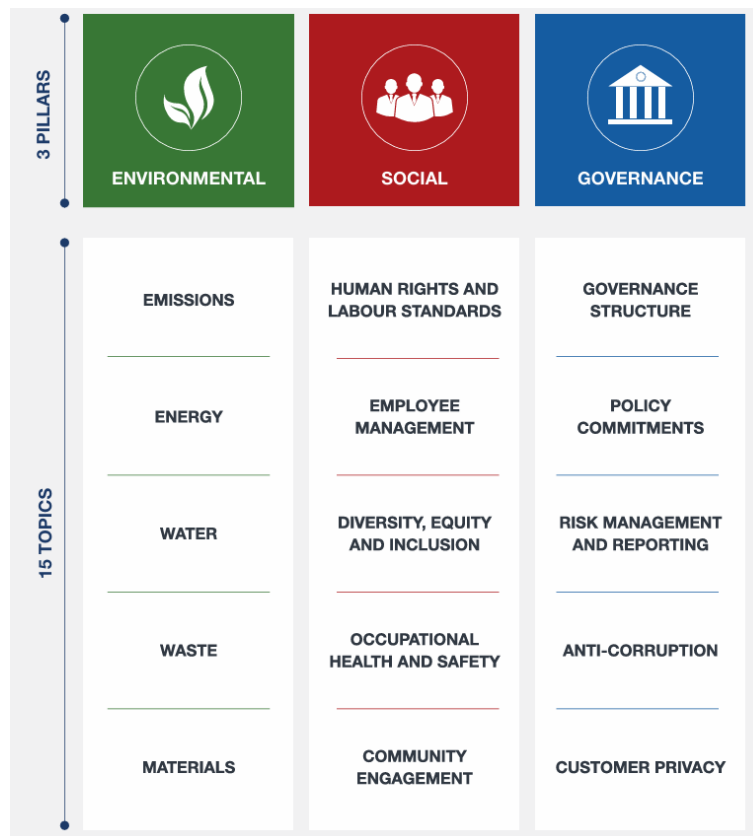 3 PILLARS
ENVIRONMENTAL
SOCIAL
GOVERNANCE
15 TOPICS
EMISSIONS
ENERGY
WATER
WASTE
MATERIALS
HUMAN RIGHTS AND
LABOUR STANDARDS
EMPLOYEE
MANAGEMENT
DIVERSITY, EQUITY
AND INCLUSION
OCCUPATIONAL
HEALTH AND SAFETY
COMMUNITY
ENGAGEMENT
GOVERNANCE
STRUCTURE
POLICY
COMMITMENTS
RISK MANAGEMENT
AND REPORTING
ANTI-CORRUPTION
CUSTOMER PRIVACY